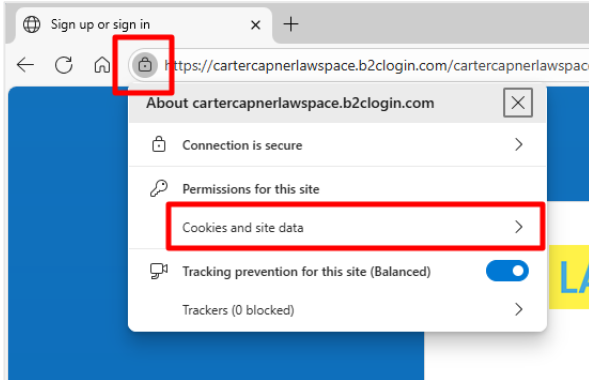 Sign up or sign in
https://cartercapnerlawspace.b2clogin.com/cartercapnerlawspac
About cartercapnerlawspace.b2clogin.com
Connection is secure
Permissions for this site
Cookies and site data
Tracking prevention for this site (Balanced)
Trackers (0 blocked)
LA